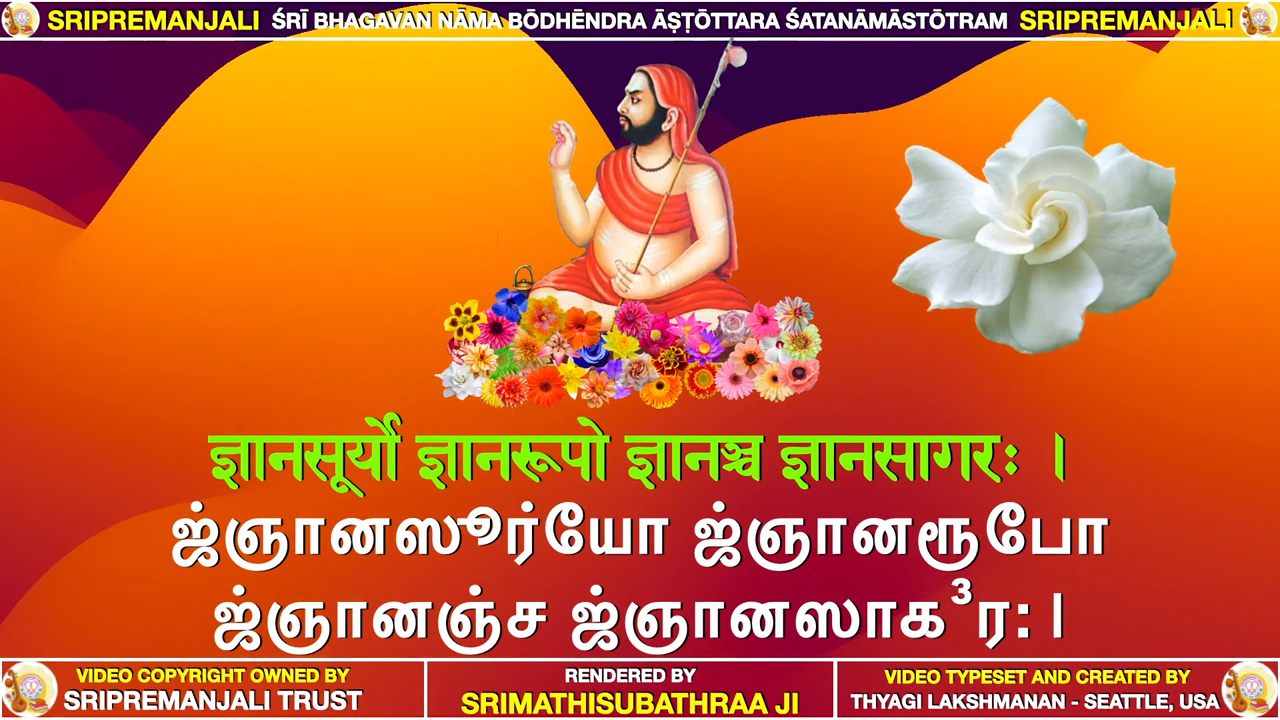 SRIPREMANJALI ŚRĪ BHAGAVAN NĀMA BŌDHĒNDRA ĀṢṬŌTTARA ŚATANĀMĀSTŌTRAM SRIPREMANJALI
ज्ञानसूर्यो ज्ञानरूपो ज्ञानञ्च ज्ञानसागरः ।
ஜ்ஞானஸூர்யோ ஜ்ஞானரூபோ
ஜ்ஞானஞ்ச ஜ்ஞானஸாக³ர:।
VIDEO COPYRIGHT OWNED BY
SRIPREMANJALI TRUST
RENDERED BY
SRIMATHISUBATHRAA JI
VIDEO TYPESET AND CREATED BY
THYAGI LAKSHMANAN - SEATTLE, USA